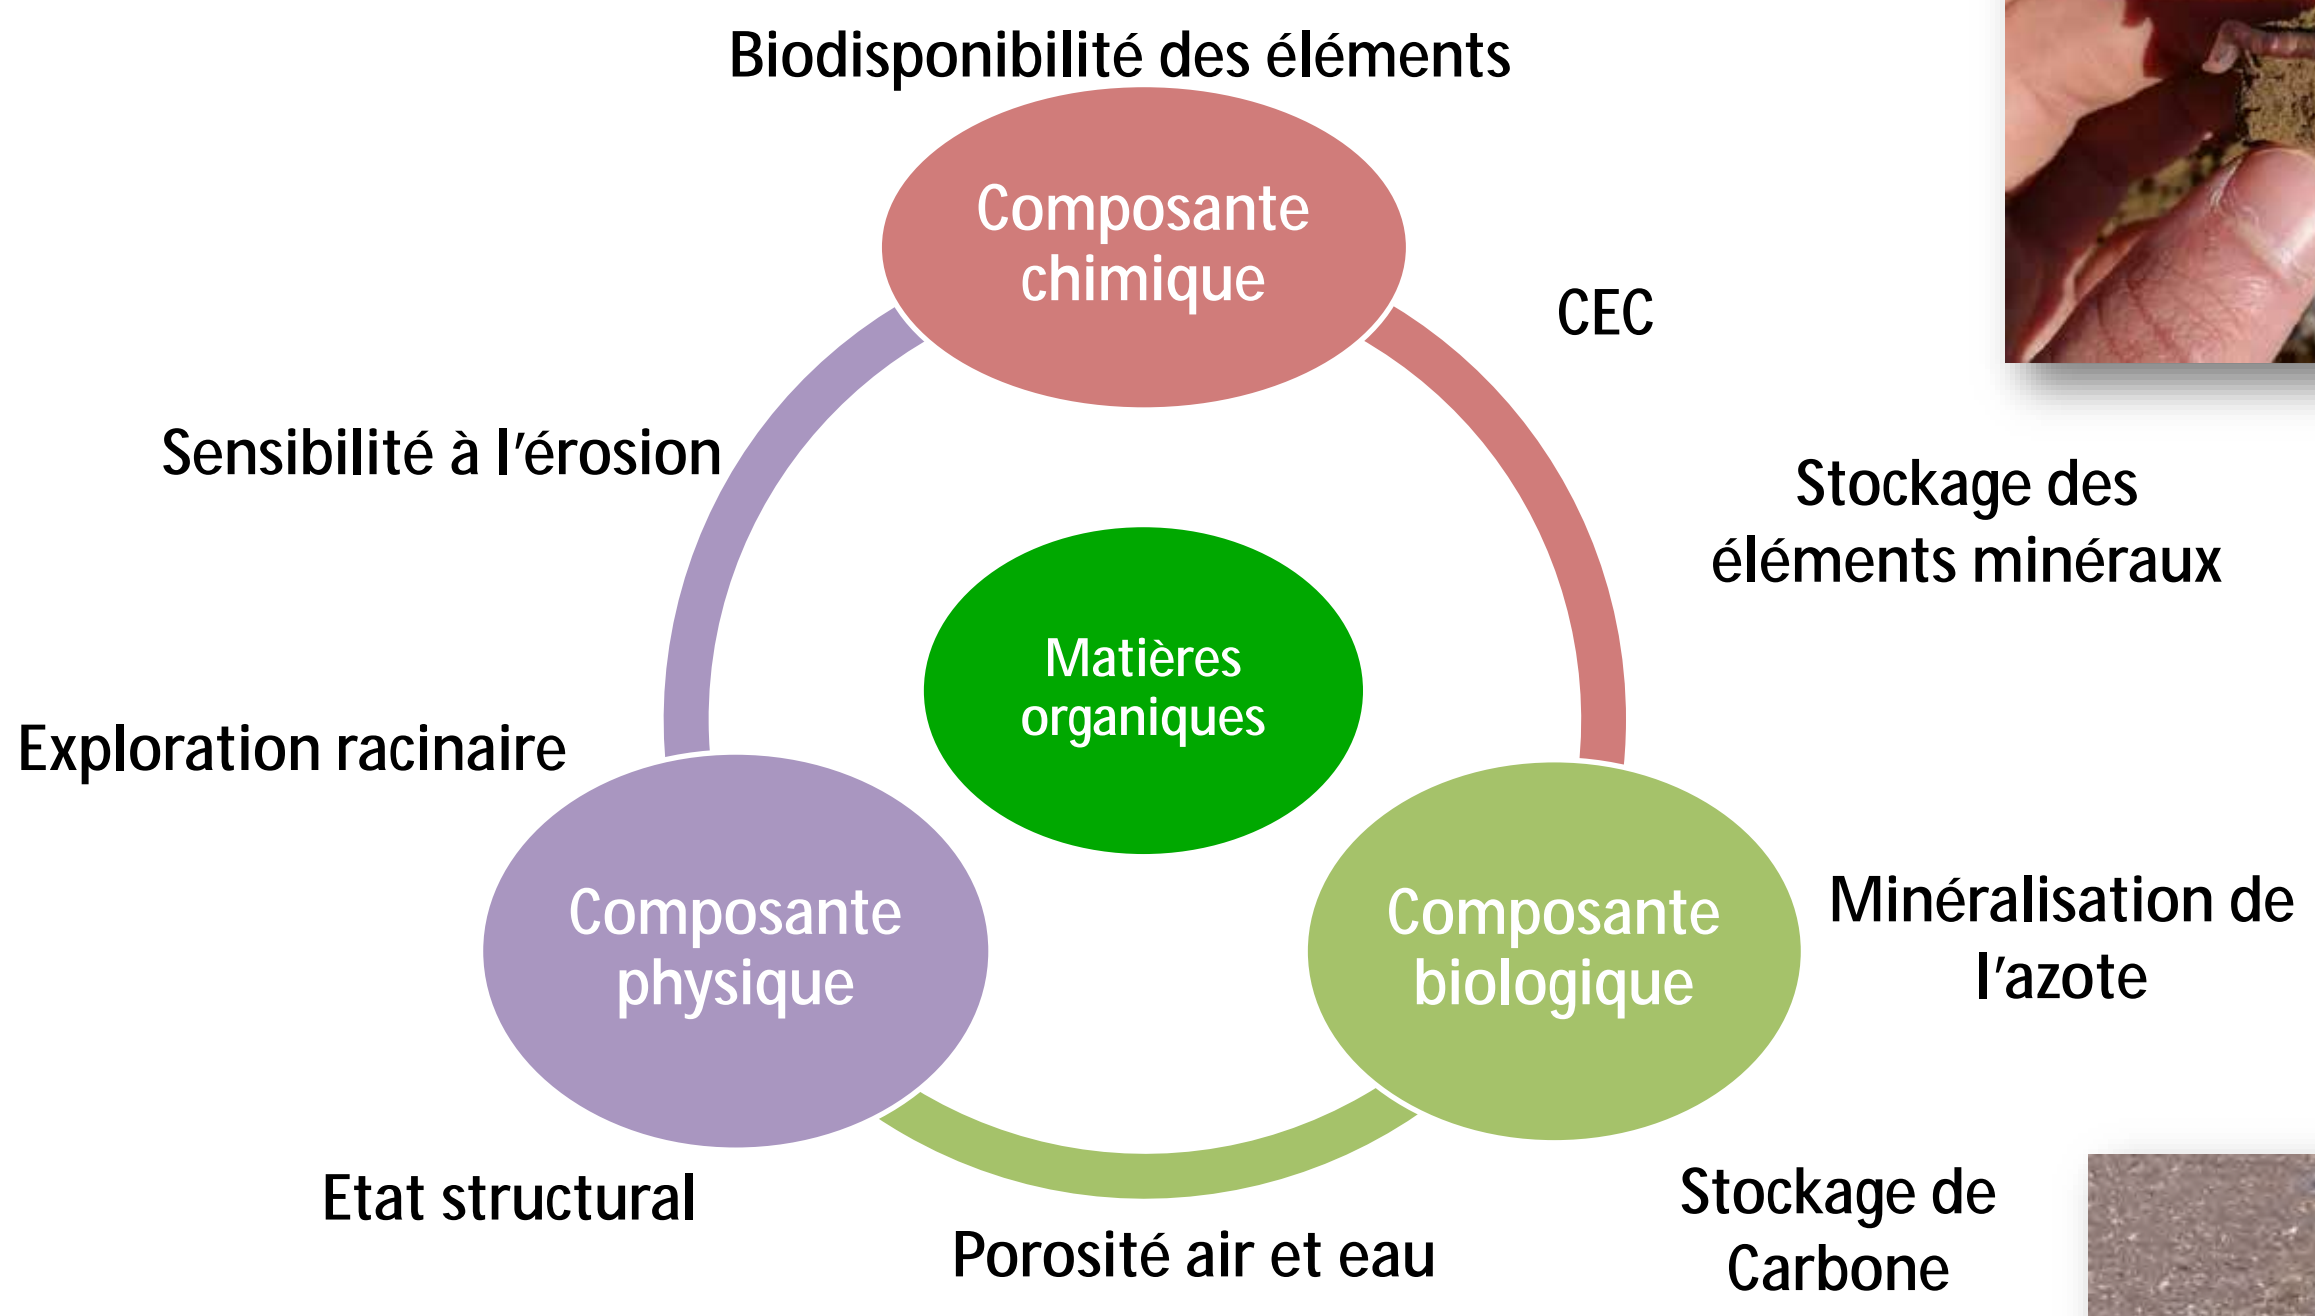 Biodisponibilité des éléments
Composante
chimique
CEC
Sensibilité à l'érosion
Stockage des
éléments minéraux
Matières
organiques
Exploration racinaire
Composante
physique
Composante
biologique
Minéralisation de
l'azote
Etat structural
Porosité air et eau
Stockage de
Carbone